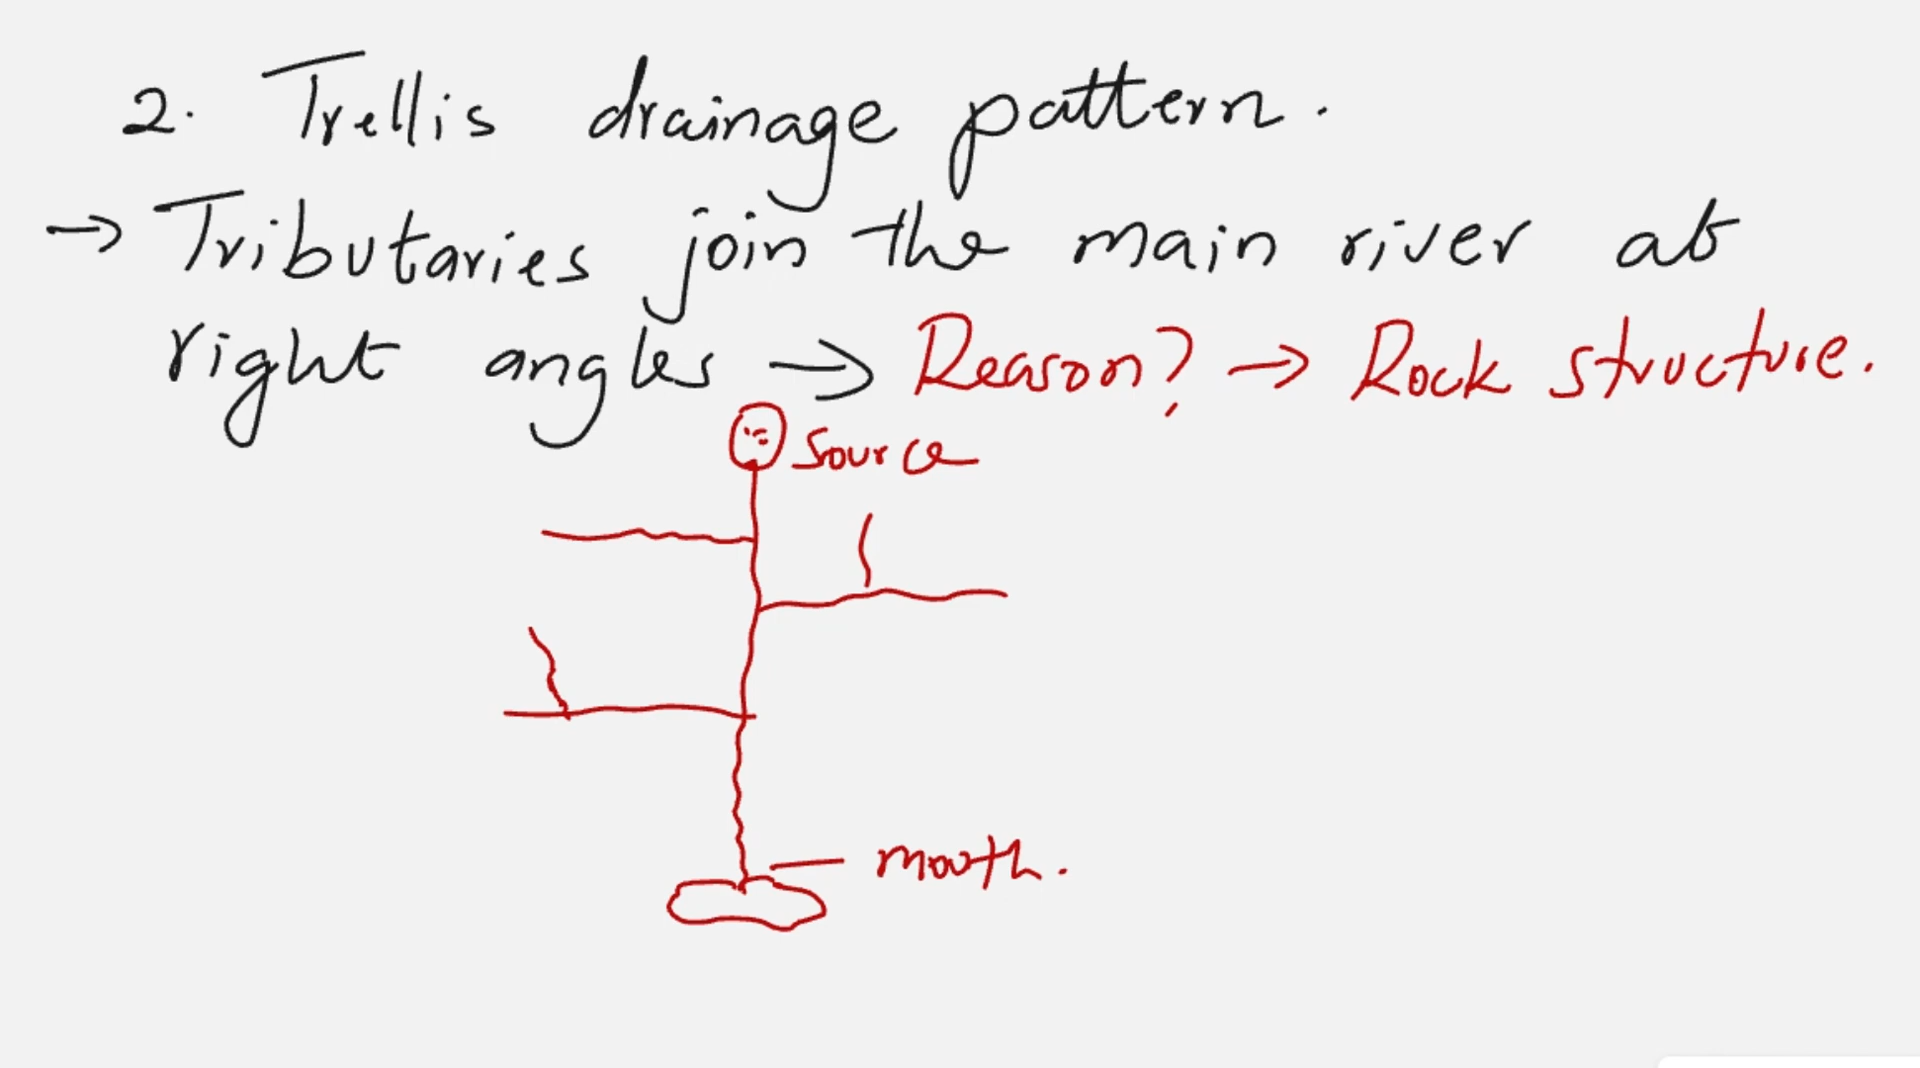 2. Trellis drainage pattern.
→ Tributaries join the main river at
right angles → Reason? → Rock structure.
Source
mouth.